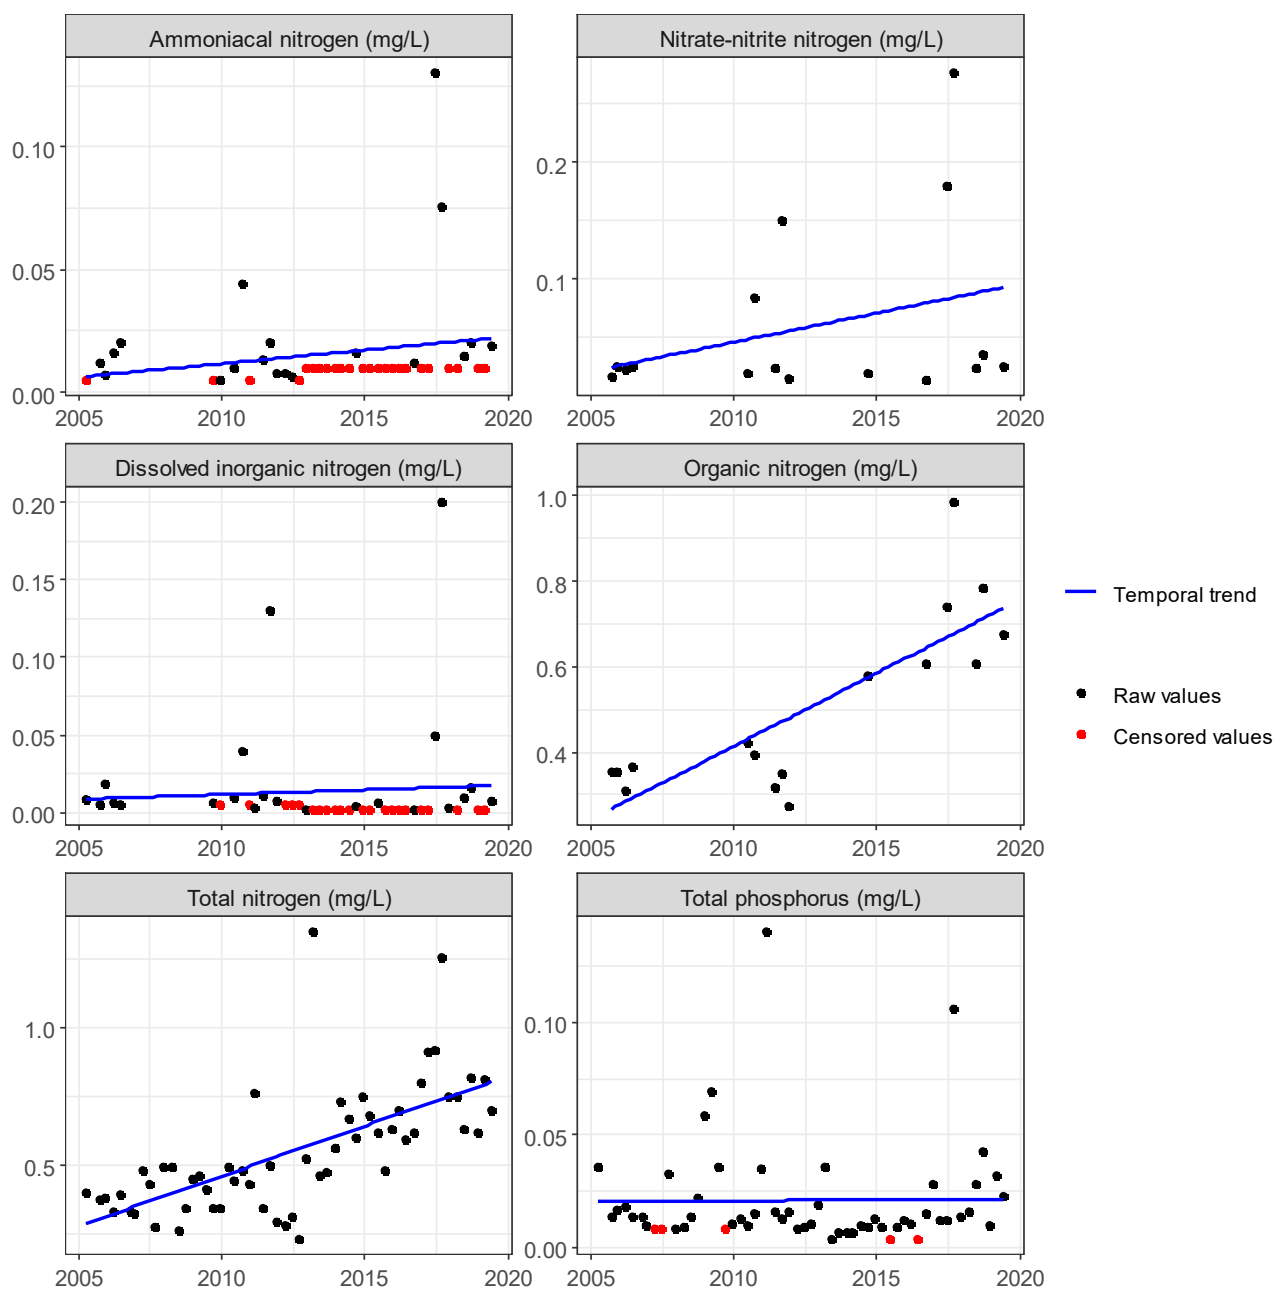 Ammoniacal nitrogen (mg/L)
Nitrate-nitrite nitrogen (mg/L)
0.10
0.05
0.00
0.2
0.1
2005 2010 2015 2020
2005 2010 2015 2020
Dissolved inorganic nitrogen (mg/L)
Organic nitrogen (mg/L)
0.20
0.15
0.10
0.05
0.00
1.0
0.8
0.6
0.4
2005 2010 2015 2020
2005 2010 2015 2020
Temporal trend
Raw values
Censored values
Total nitrogen (mg/L)
Total phosphorus (mg/L)
1.0
0.5
0.10
0.05
0.00
2005 2010 2015 2020
2005 2010 2015 2020